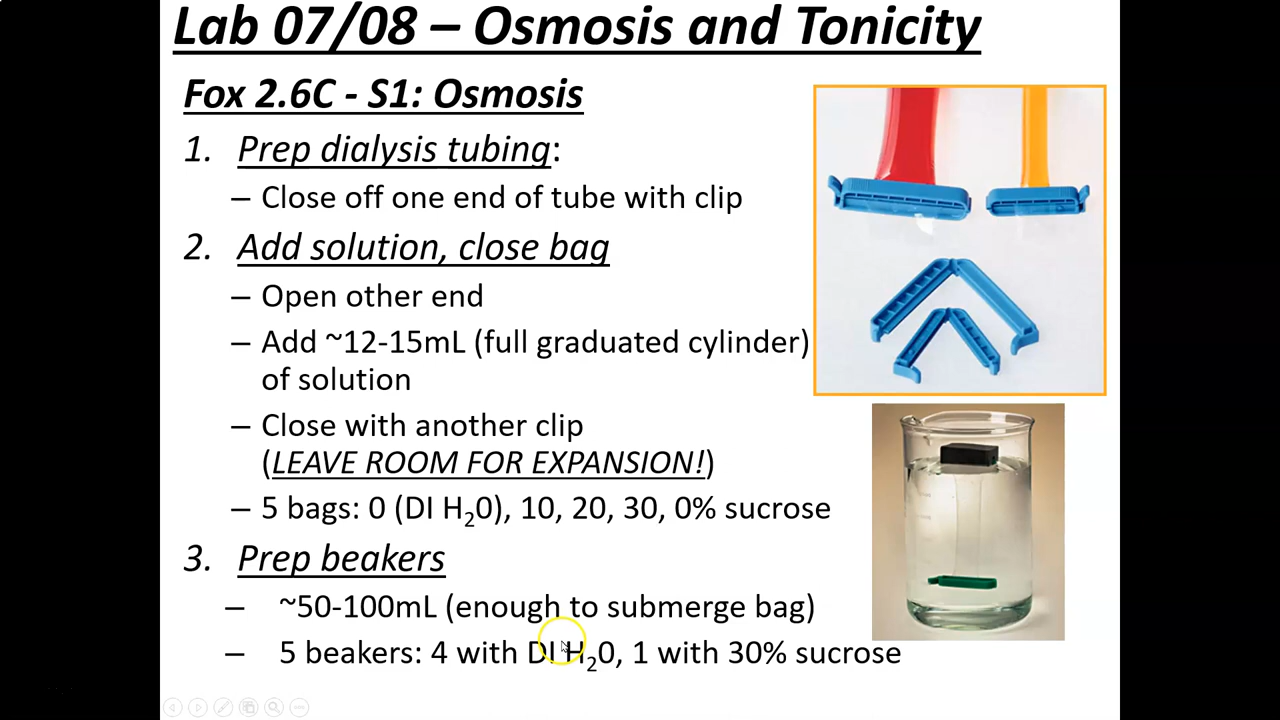 Lab 07/08 – Osmosis and Tonicity
Fox 2.6C - S1: Osmosis
1. Prep dialysis tubing:
– Close off one end of tube with clip
2. Add solution, close bag
– Open other end
– Add ~12-15mL (full graduated cylinder)
of solution
– Close with another clip
(LEAVE ROOM FOR EXPANSION!)
– 5 bags: 0 (DI H₂0), 10, 20, 30, 0% sucrose
3. Prep beakers
– ~50-100mL (enough to submerge bag)
– 5 beakers: 4 with DI H₂0, 1 with 30% sucrose